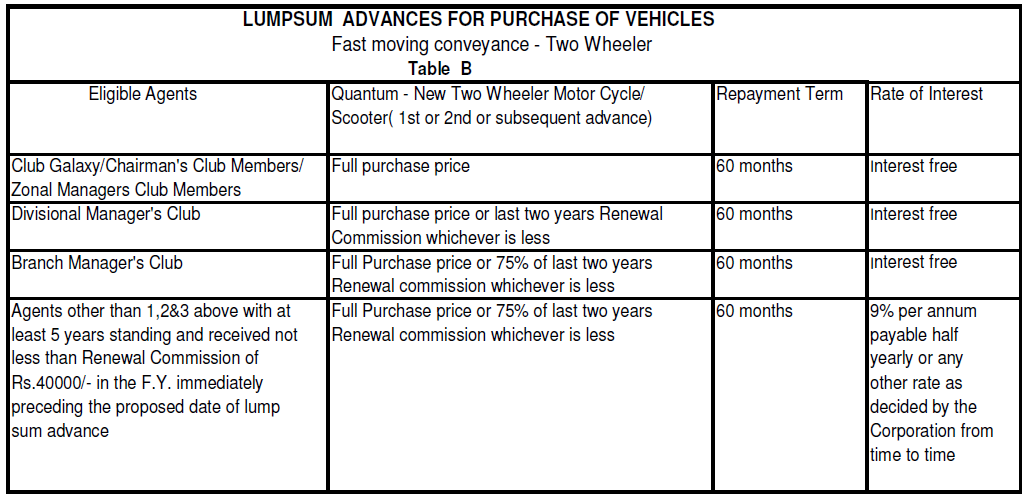 LUMPSUM ADVANCES FOR PURCHASE OF VEHICLES
Fast moving conveyance - Two Wheeler
Table B
Eligible Agents
Quantum - New Two Wheeler Motor Cycle/
Scooter( 1st or 2nd or subsequent advance)
Repayment Term
Rate of Interest
Club Galaxy/Chairman's Club Members/
Zonal Managers Club Members
Full purchase price
60 months
Interest free
Divisional Manager's Club
Full purchase price or last two years Renewal
Commission whichever is less
60 months
Interest free
Branch Manager's Club
Full Purchase price or 75% of last two years
Renewal commission whichever is less
60 months
Interest free
Agents other than 1,2&3 above with at
least 5 years standing and received not
less than Renewal Commission of
Rs.40000/- in the F.Y. immediately
preceding the proposed date of lump
sum advance
Full Purchase price or 75% of last two years
Renewal commission whichever is less
60 months
9% per annum
payable half
yearly or any
other rate as
decided by the
Corporation from
time to time